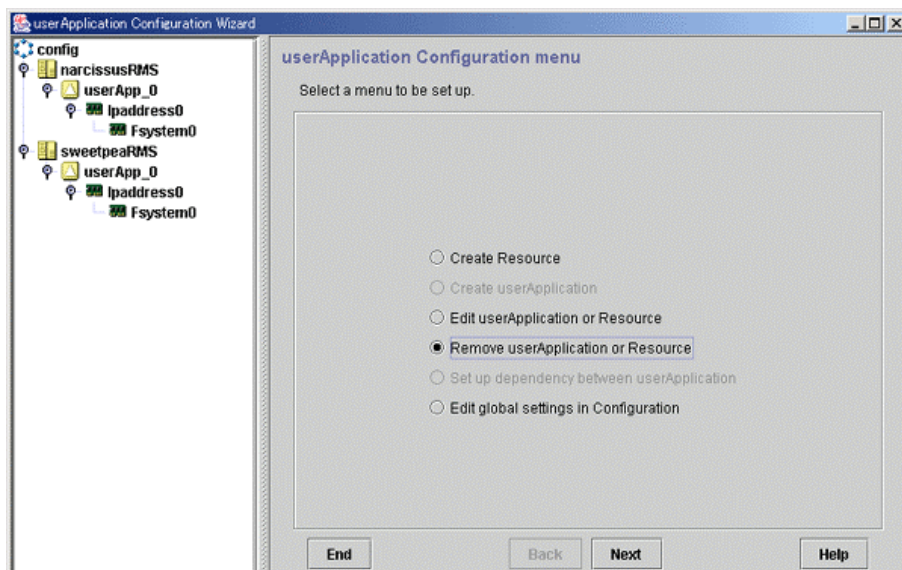 userApplication Configuration Wizard
config
narcissusRMS
userApp_0
Ipaddress0
Fsystem0
sweetpeaRMS
userApp_0
Ipaddress0
Fsystem0
userApplication Configuration menu
Select a menu to be set up.
Create Resource
Create userApplication
Edit userApplication or Resource
Remove userApplication or Resource
Set up dependency between userApplication
Edit global settings in Configuration
End
Back
Next
Help